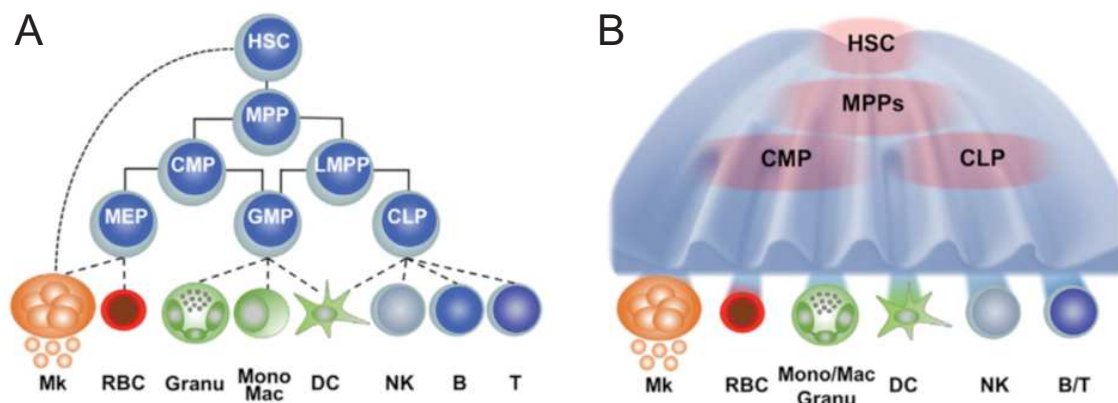 A
HSC
MPP
CMP
LMPP
MEP
GMP
CLP
Mk
RBC
Granu
Mono
Mac
DC
NK
B
T
B
HSC
MPPs
CMP
CLP
Mk
RBC
Mono/Mac
Granu
DC
NK
B/T